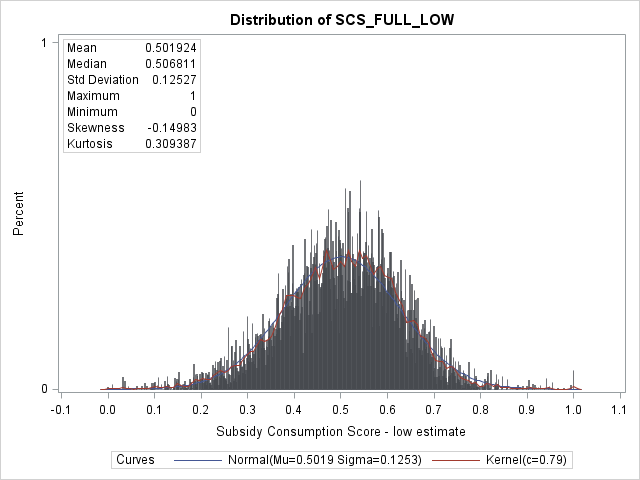 Distribution of SCS_FULL_LOW
Mean 0.501924
Median 0.506811
Std Deviation 0.12527
Maximum 1
Minimum 0
Skewness -0.14983
Kurtosis 0.309387
1
Percent
0
-0.1 0.0 0.1 0.2 0.3 0.4 0.5 0.6 0.7 0.8 0.9 1.0 1.1
Subsidy Consumption Score - low estimate
Curves Normal(Mu=0.5019 Sigma=0.1253) Kernel(c=0.79)